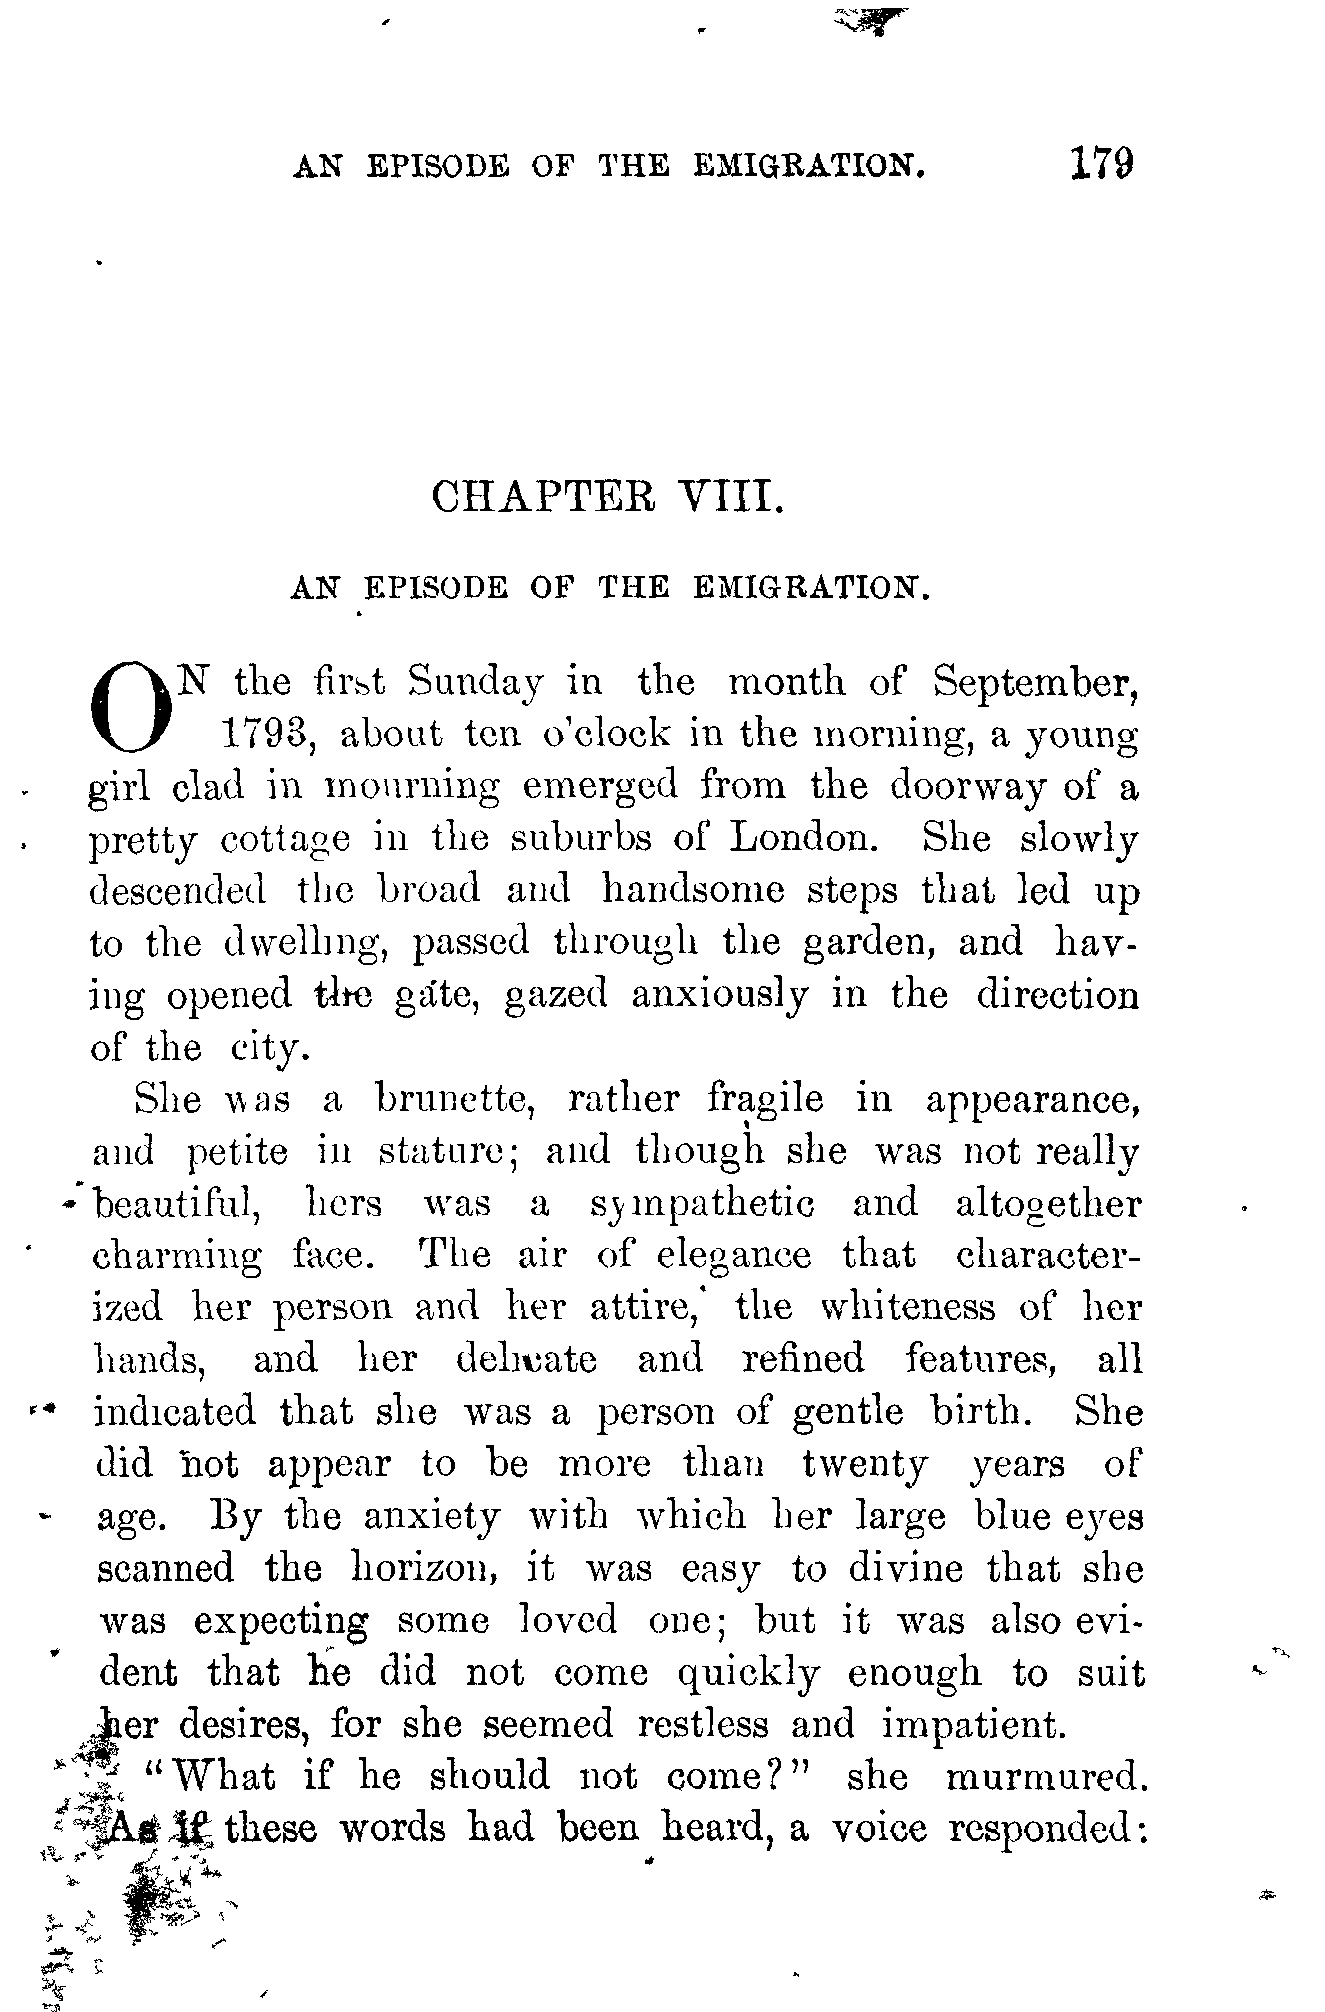 AN EPISODE OF THE EMIGRATION. 179
CHAPTER VIII.
AN EPISODE OF THE EMIGRATION.
ON the first Sunday in the month of September,
1793, about ten o'clock in the morning, a young
girl clad in mourning emerged from the doorway of a
pretty cottage in the suburbs of London. She slowly
descended the broad and handsome steps that led up
to the dwelling, passed through the garden, and hav-
ing opened the gate, gazed anxiously in the direction
of the city.
She was a brunette, rather fragile in appearance,
and petite in stature; and though she was not really
beautiful, hers was a sympathetic and altogether
charming face. The air of elegance that character-
ized her person and her attire, the whiteness of her
hands, and her delicate and refined features, all
indicated that she was a person of gentle birth. She
did not appear to be more than twenty years of
age. By the anxiety with which her large blue eyes
scanned the horizon, it was easy to divine that she
was expecting some loved one; but it was also evi-
dent that he did not come quickly enough to suit
her desires, for she seemed restless and impatient.
"What if he should not come?" she murmured.
As if these words had been heard, a voice responded: